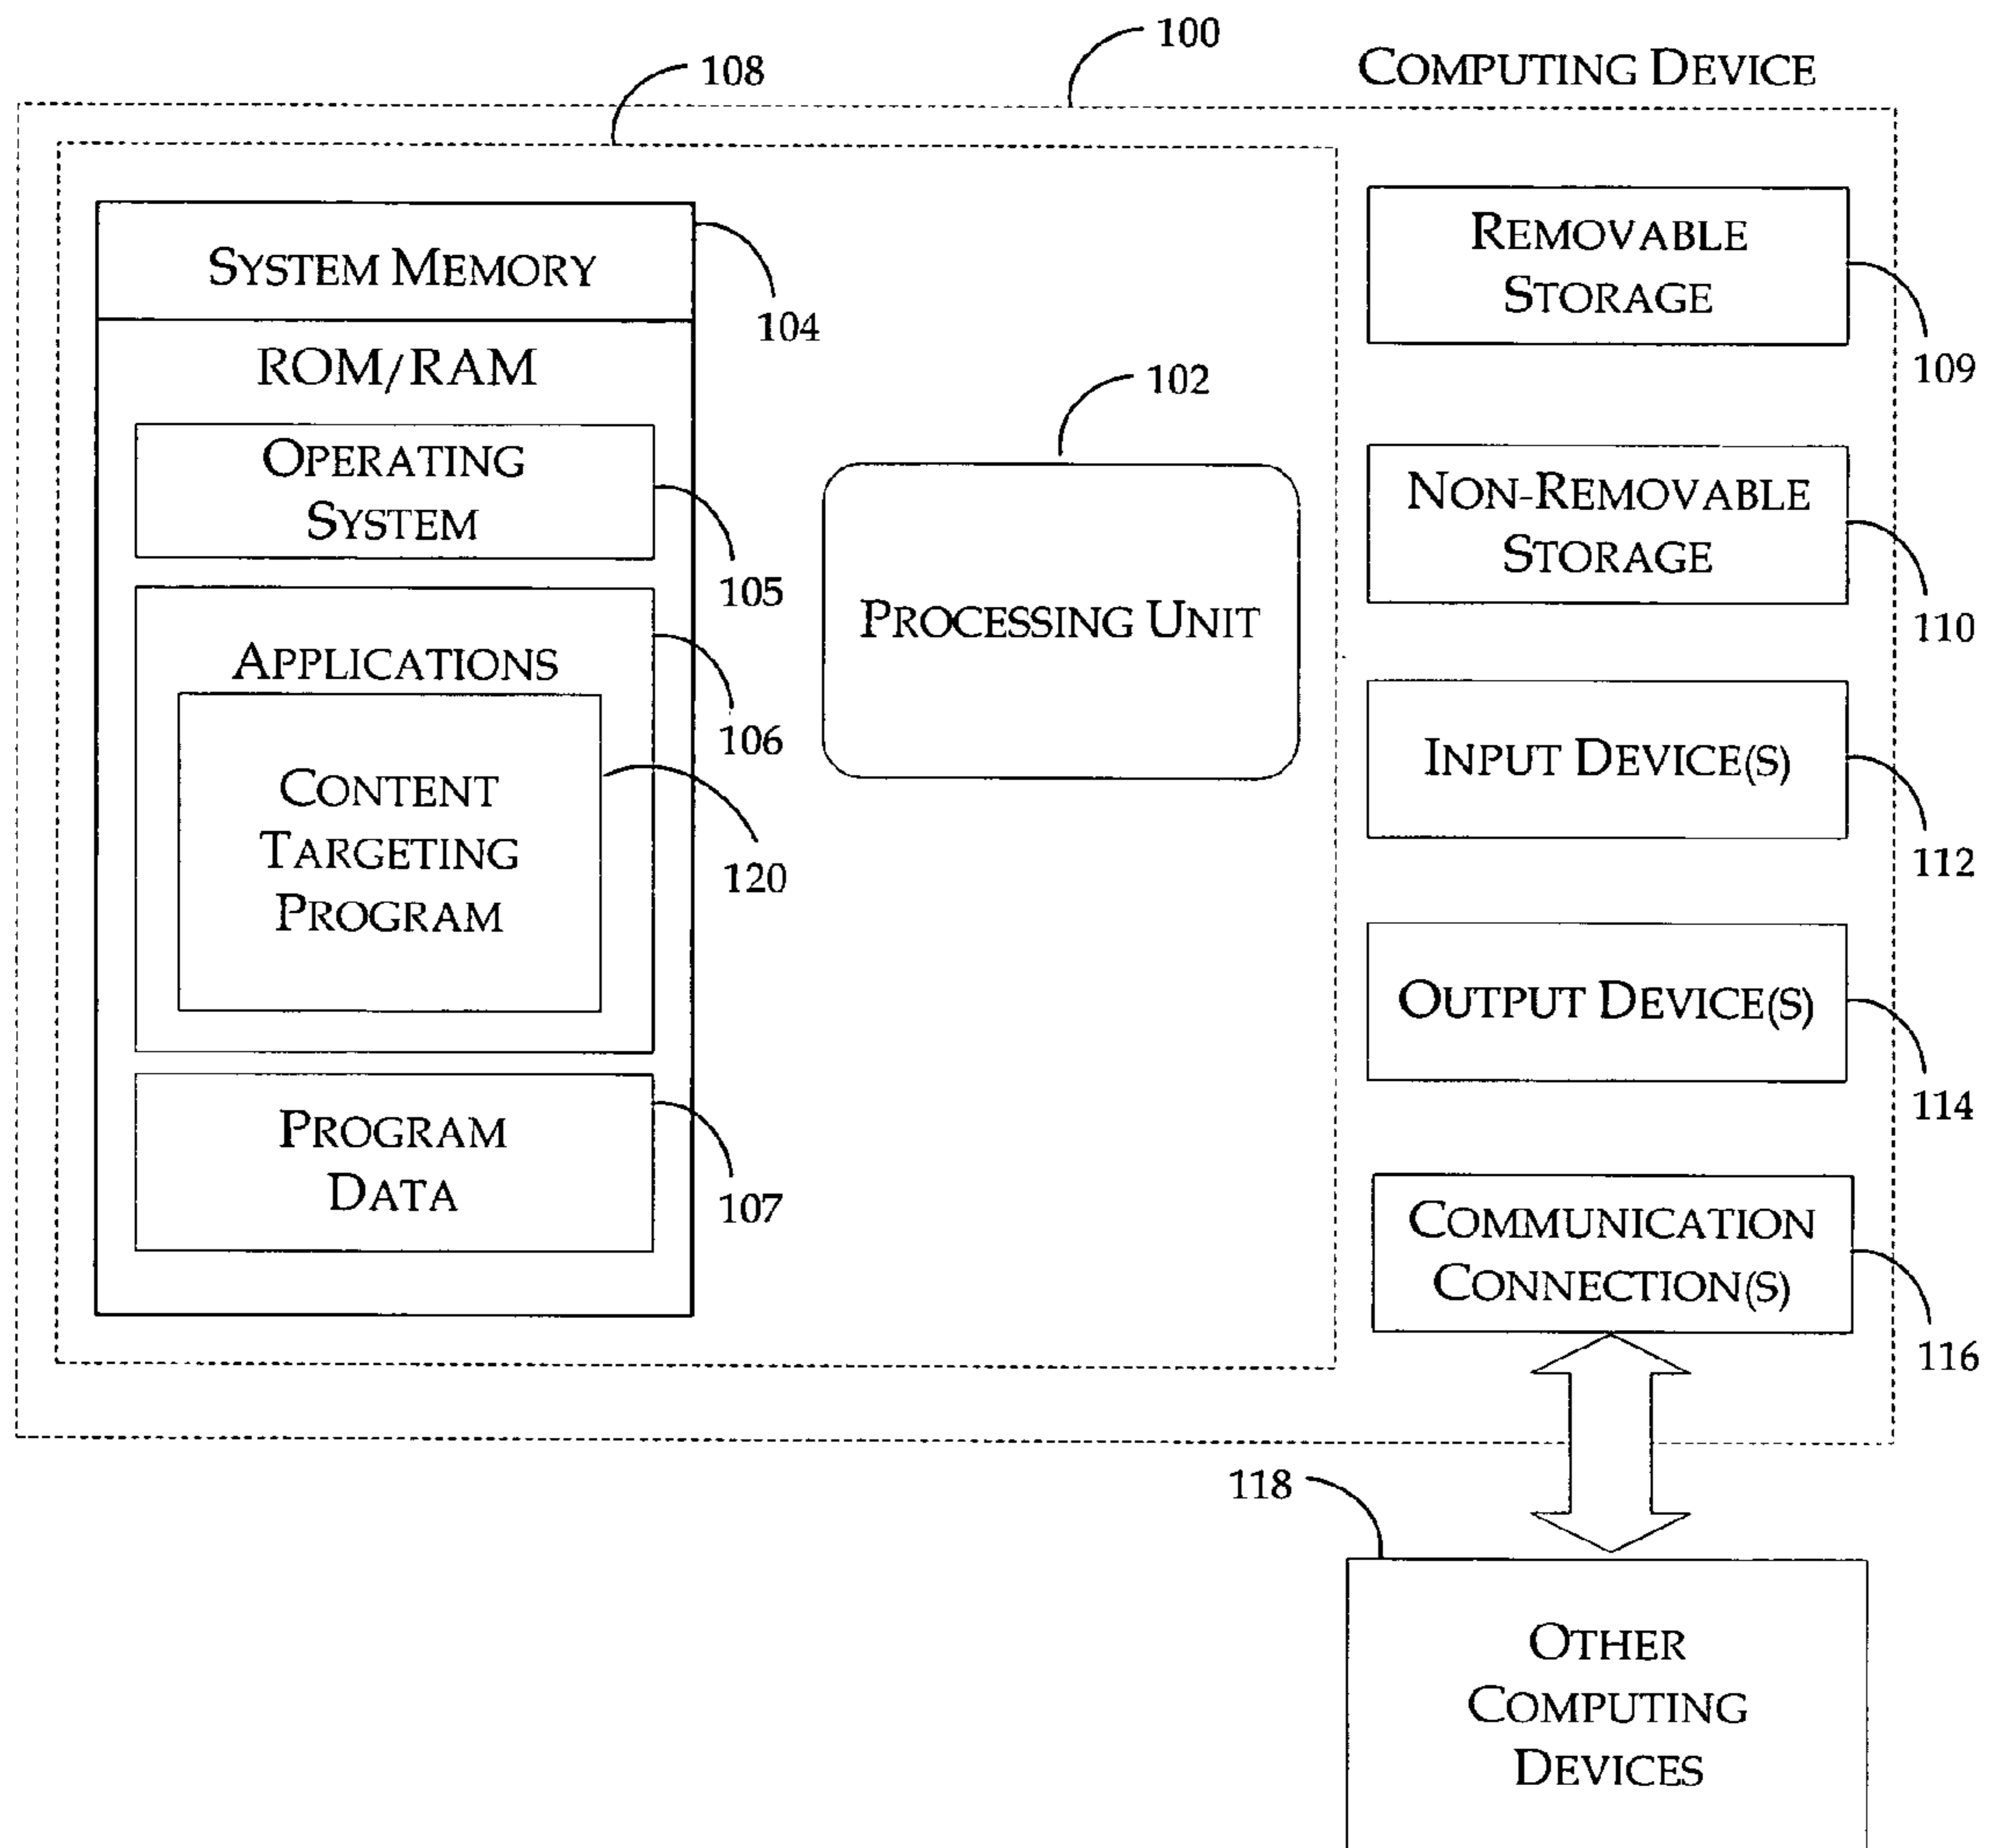 100
COMPUTING DEVICE
108
SYSTEM MEMORY
104
ROM/RAM
OPERATING
SYSTEM
105
APPLICATIONS
106
CONTENT
TARGETING
PROGRAM
120
PROGRAM
DATA
107
102
PROCESSING UNIT
REMOVABLE
STORAGE
109
NON-REMOVABLE
STORAGE
110
INPUT DEVICE(S)
112
OUTPUT DEVICE(S)
114
COMMUNICATION
CONNECTION(S)
116
118
OTHER
COMPUTING
DEVICES